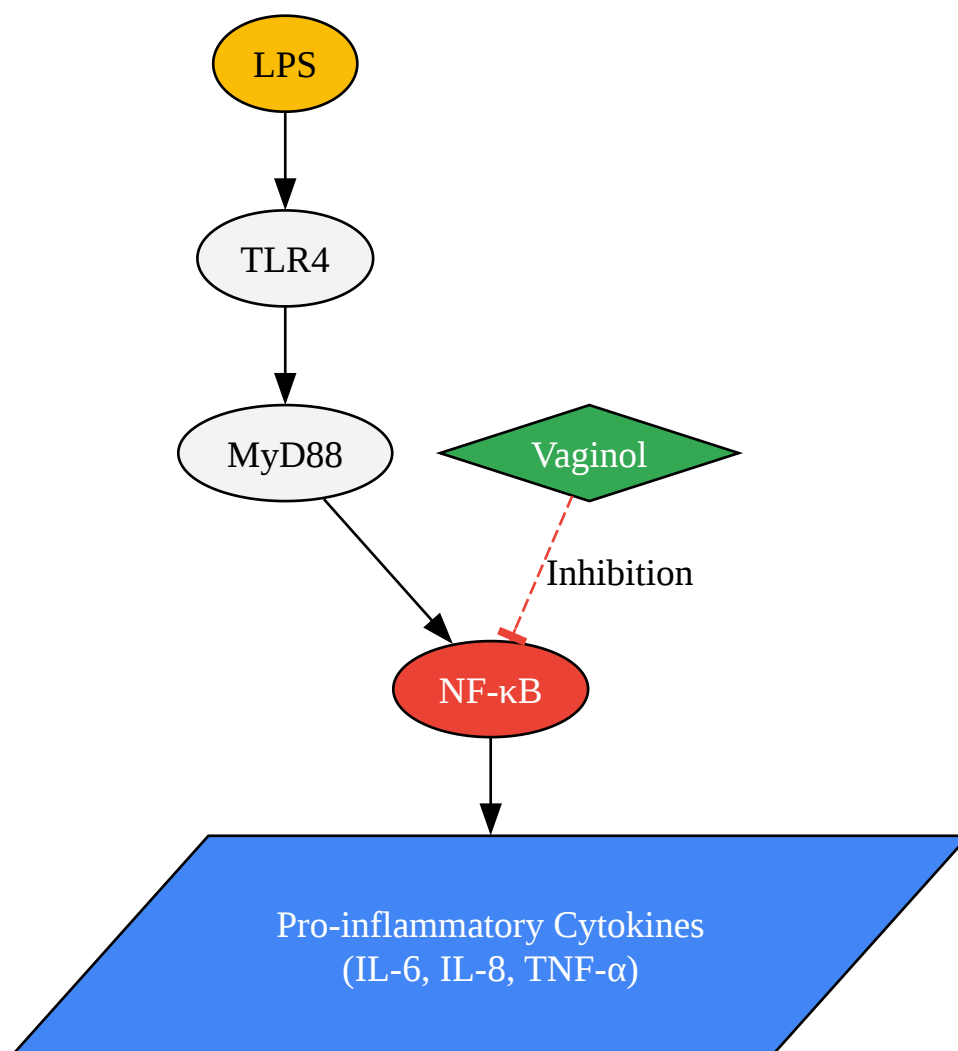 LPS
TLR4
MyD88
Vaginol
Inhibition
NF-κB
Pro-inflammatory Cytokines
(IL-6, IL-8, TNF-α)